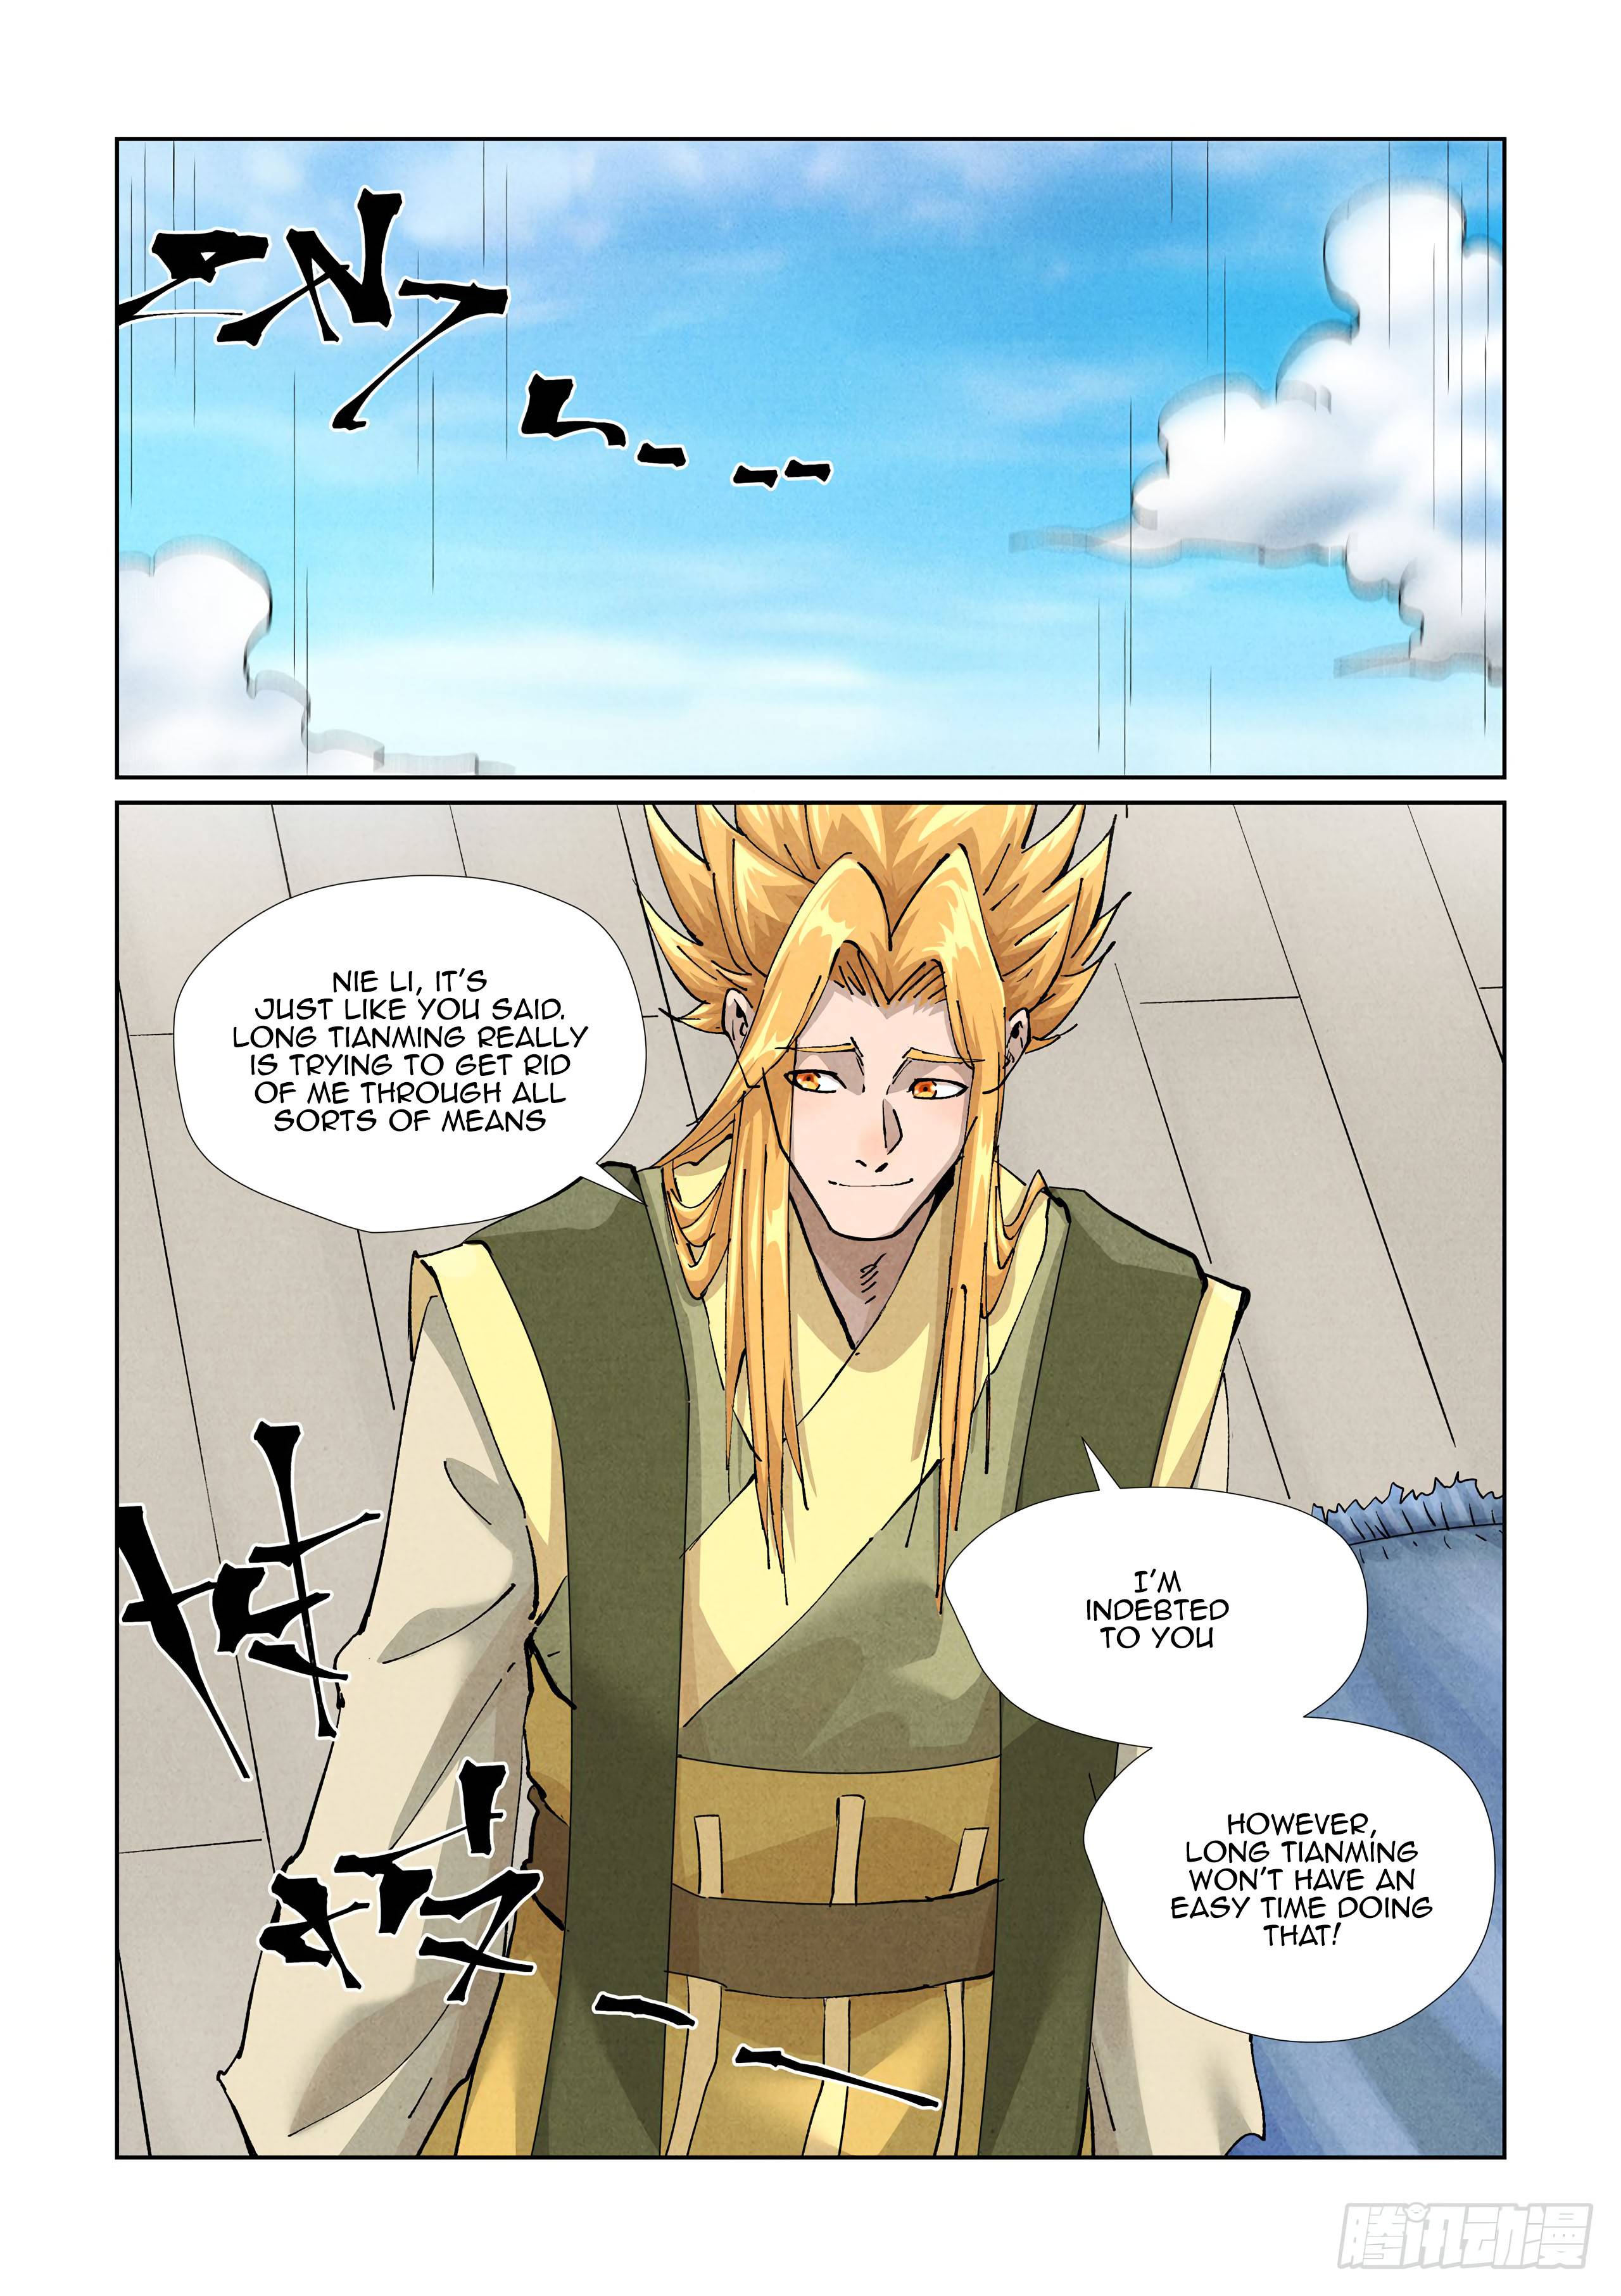 NIE LI, IT'S
JUST LIKE YOU SAID.
LONG TIANMING REALLY
IS TRYING TO GET RID
OF ME THROUGH ALL
SORTS OF MEANS
I'M
INDEBTED
TO YOU
HOWEVER,
LONG TIANMING
WON'T HAVE AN
EASY TIME DOING
THAT!
腾讯动漫